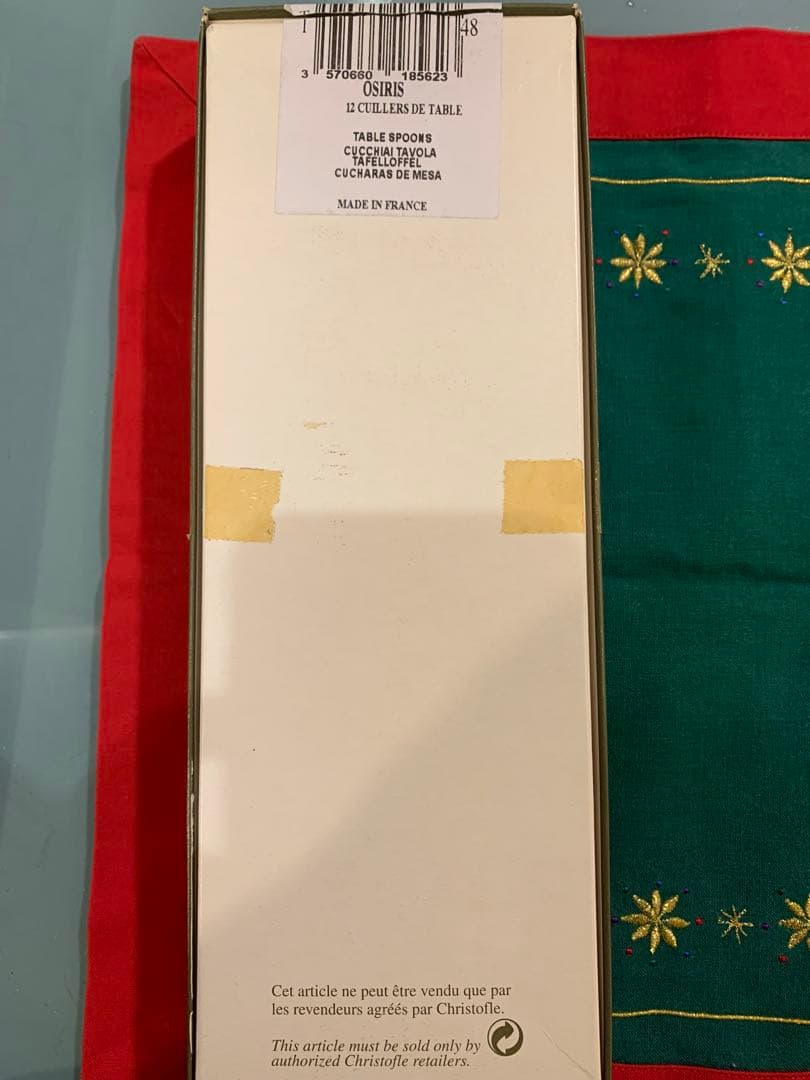 T 48
3 570660 185623
OSIRIS
12 CUILLERS DE TABLE
TABLE SPOONS
CUCCHIAI TAVOLA
TAFELLOFFEL
CUCHARAS DE MESA
MADE IN FRANCE
Cet article ne peut être vendu que par
les revendeurs agréés par Christofle.
This article must be sold only by
authorized Christofle retailers.